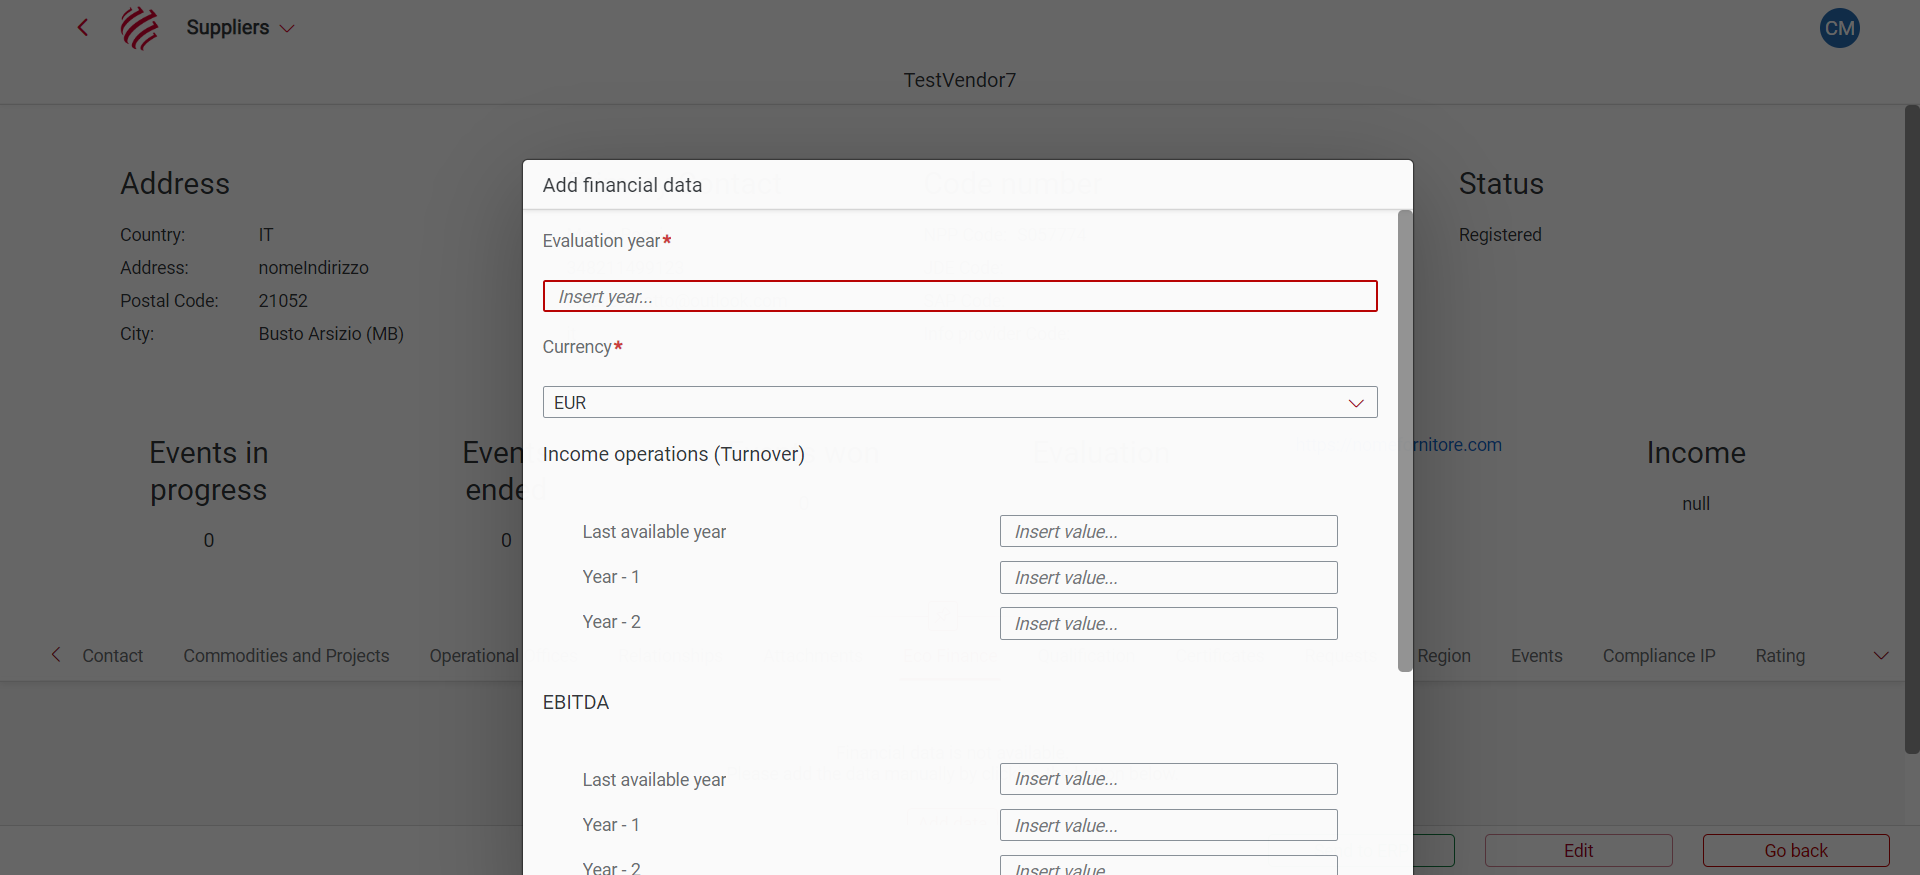 Suppliers
CM
TestVendor7
Address
Country: IT
Address: nomeIndirizzo
Postal Code: 21052
City: Busto Arsizio (MB)
Status
Registered
Add financial data
Evaluation year*
Insert year...
Currency*
EUR
Income operations (Turnover)
Last available year Insert value...
Year - 1 Insert value...
Year - 2 Insert value...
EBITDA
Last available year Insert value...
Year - 1 Insert value...
Year - 2 Insert value...
Events in
progress
0
Even
ended
0
won
Evaluation
rnitore.com
Income
null
Contact Commodities and Projects Operational Region Events Compliance IP Rating
Edit Go back